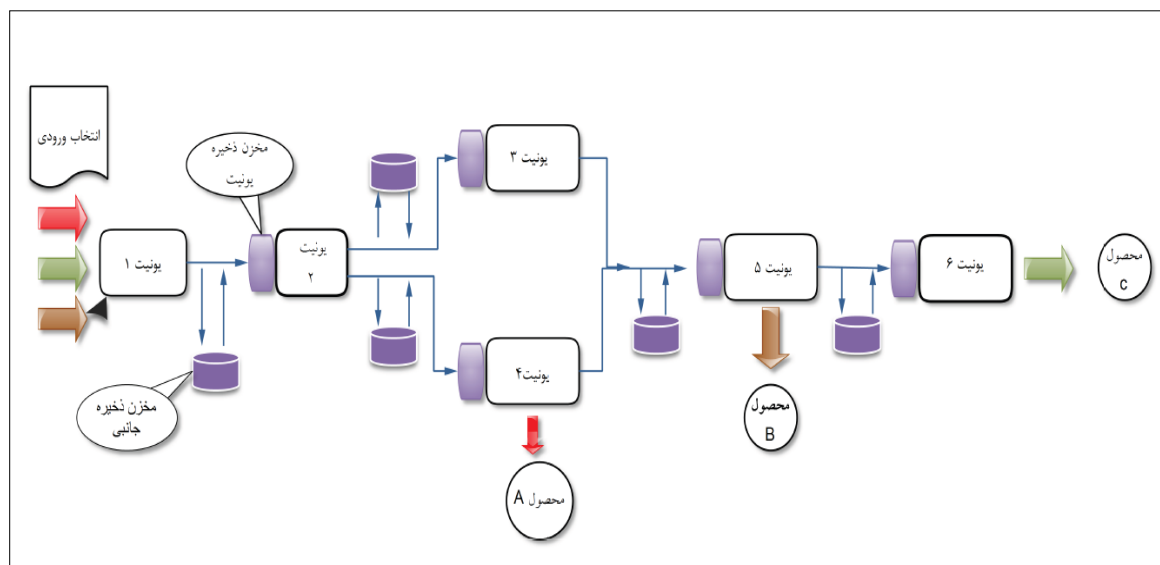 انتخاب ورودی
مخزن ذخیره
یونیت
یونیت ۳
یونیت ۱
یونیت
۲
یونیت ۵
یونیت ۶
محصول
c
یونیت۴
مخزن ذخیره
جانبی
محصول
B
محصول A